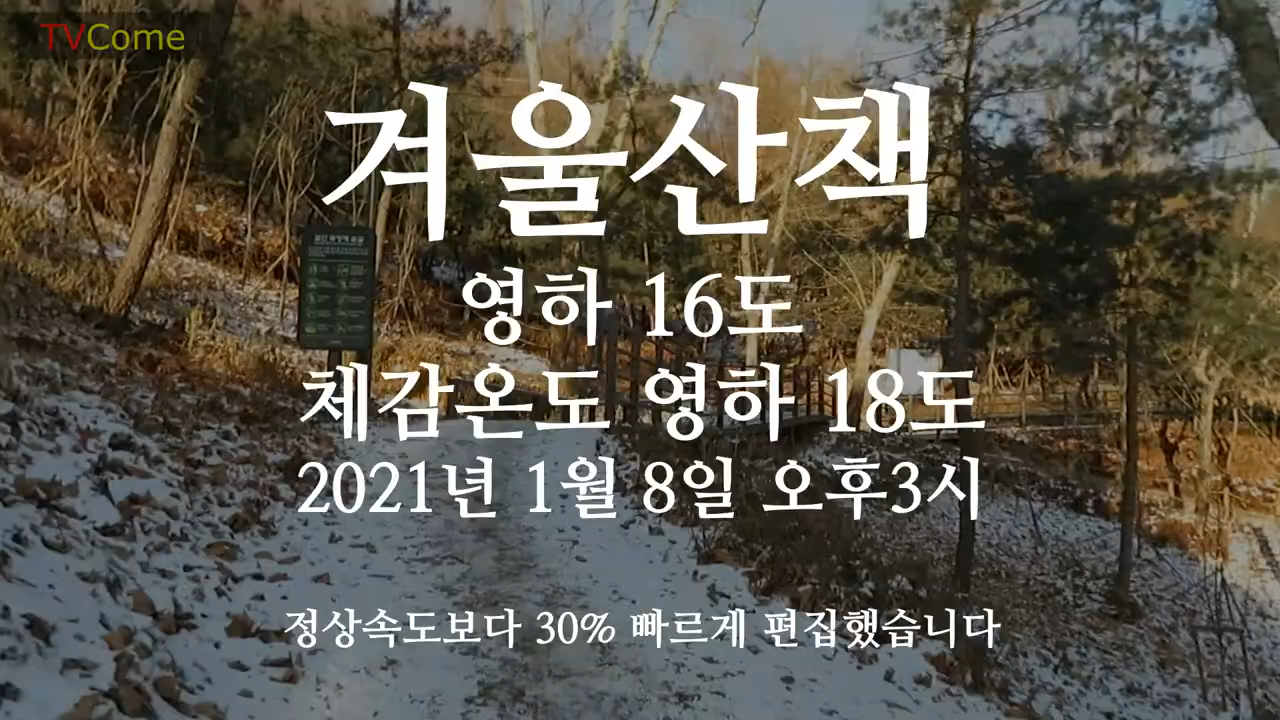 TVCome
겨울산책
영하 16도
체감온도 영하 18도
2021년 1월 8일 오후3시
정상속도보다 30% 빠르게 편집했습니다